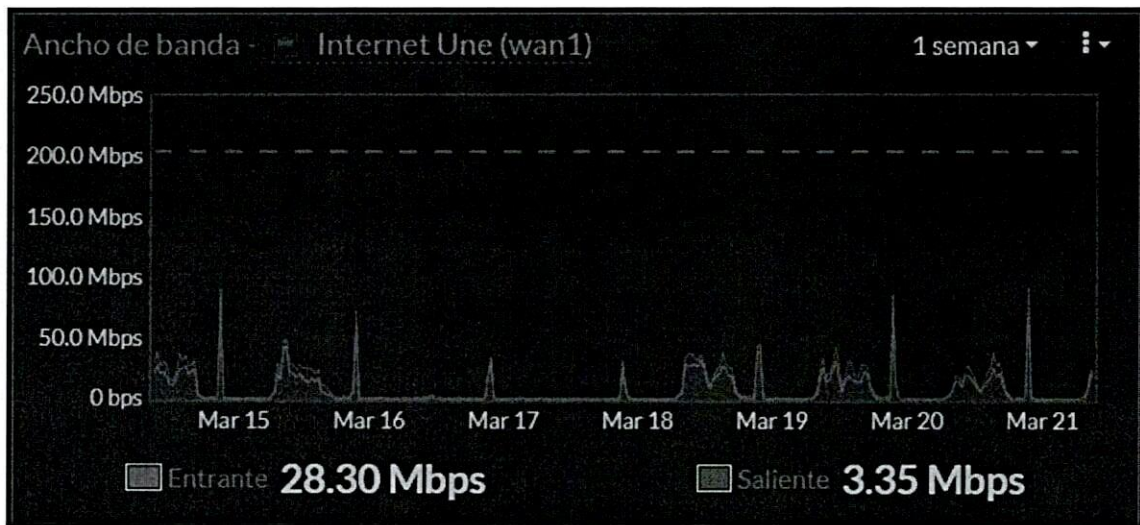 Ancho de banda - Internet Une (wan1)
1 semana
250.0 Mbps
200.0 Mbps
150.0 Mbps
100.0 Mbps
50.0 Mbps
0 bps
Mar 15 Mar 16 Mar 17 Mar 18 Mar 19 Mar 20 Mar 21
Entrante 28.30 Mbps
Saliente 3.35 Mbps